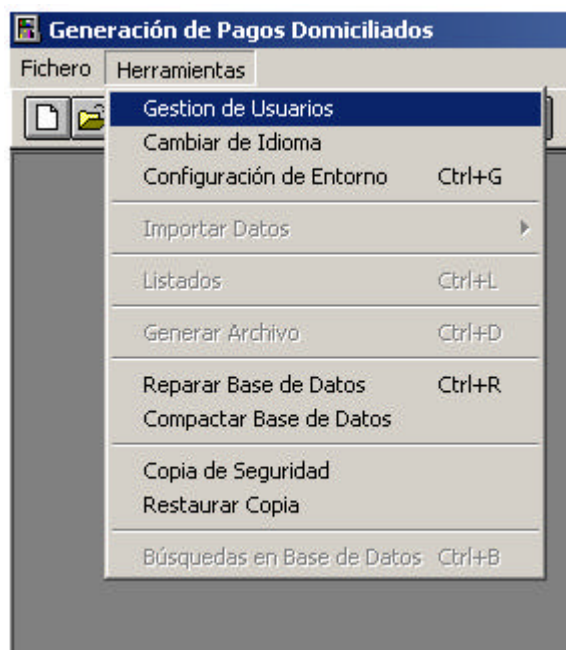 Generación de Pagos Domiciliados
Fichero Herramientas
Gestion de Usuarios
Cambiar de Idioma
Configuración de Entorno Ctrl+G
Importar Datos
Listados Ctrl+L
Generar Archivo Ctrl+D
Reparar Base de Datos Ctrl+R
Compactar Base de Datos
Copia de Seguridad
Restaurar Copia
Búsquedas en Base de Datos Ctrl+B